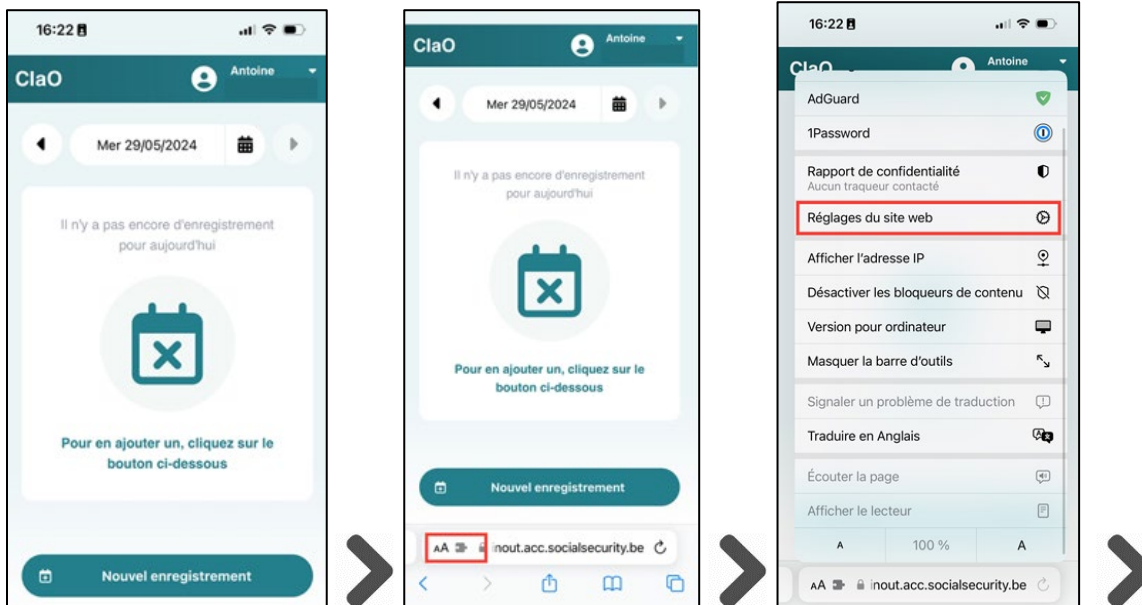 16:22
CIaO
Antoine
Mer 29/05/2024
Il n'y a pas encore d'enregistrement
pour aujourd'hui
Pour en ajouter un, cliquez sur le
bouton ci-dessous
Nouvel enregistrement
CIaO
Antoine
Mer 29/05/2024
Il n'y a pas encore d'enregistrement
pour aujourd'hui
Pour en ajouter un, cliquez sur le
bouton ci-dessous
Nouvel enregistrement
AA inout.acc.socialsecurity.be
16:22
CIaO
Antoine
AdGuard
1Password
Rapport de confidentialité
Aucun traqueur contacté
Réglages du site web
Afficher l'adresse IP
Désactiver les bloqueurs de contenu
Version pour ordinateur
Masquer la barre d'outils
Signaler un problème de traduction
Traduire en Anglais
Écouter la page
Afficher le lecteur
A 100 % A
AA inout.acc.socialsecurity.be